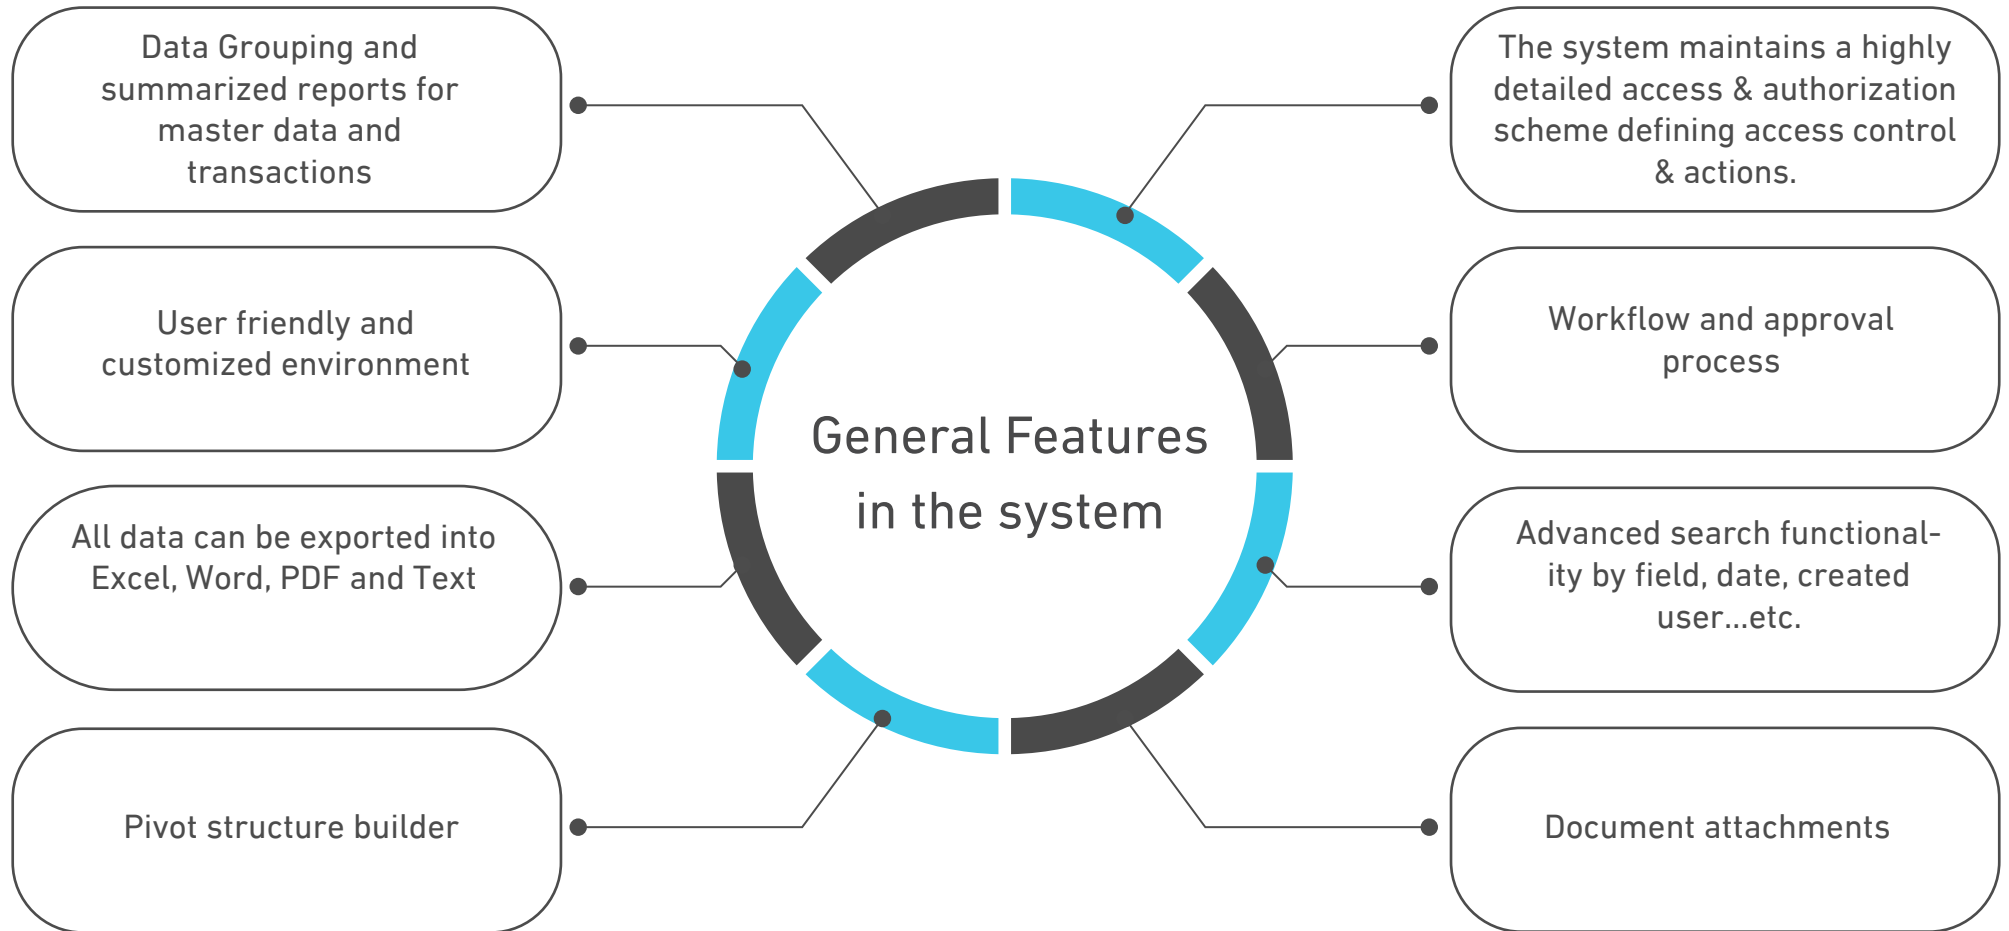 Data Grouping and
summarized reports for
master data and
transactions
User friendly and
customized environment
All data can be exported into
Excel, Word, PDF and Text
Pivot structure builder
General Features
in the system
The system maintains a highly
detailed access & authorization
scheme defining access control
& actions.
Workflow and approval
process
Advanced search functional-
ity by field, date, created
user...etc.
Document attachments